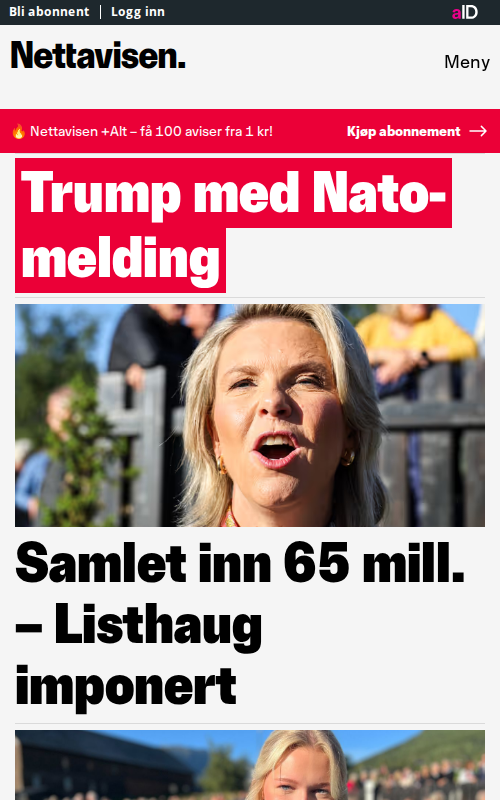 Bli abonnent | Logg inn
aID
Nettavisen.
Meny
🔥 Nettavisen +Alt – få 100 aviser fra 1 kr!
Kjøp abonnement →
Trump med Nato-
melding
Samlet inn 65 mill.
– Listhaug
imponert